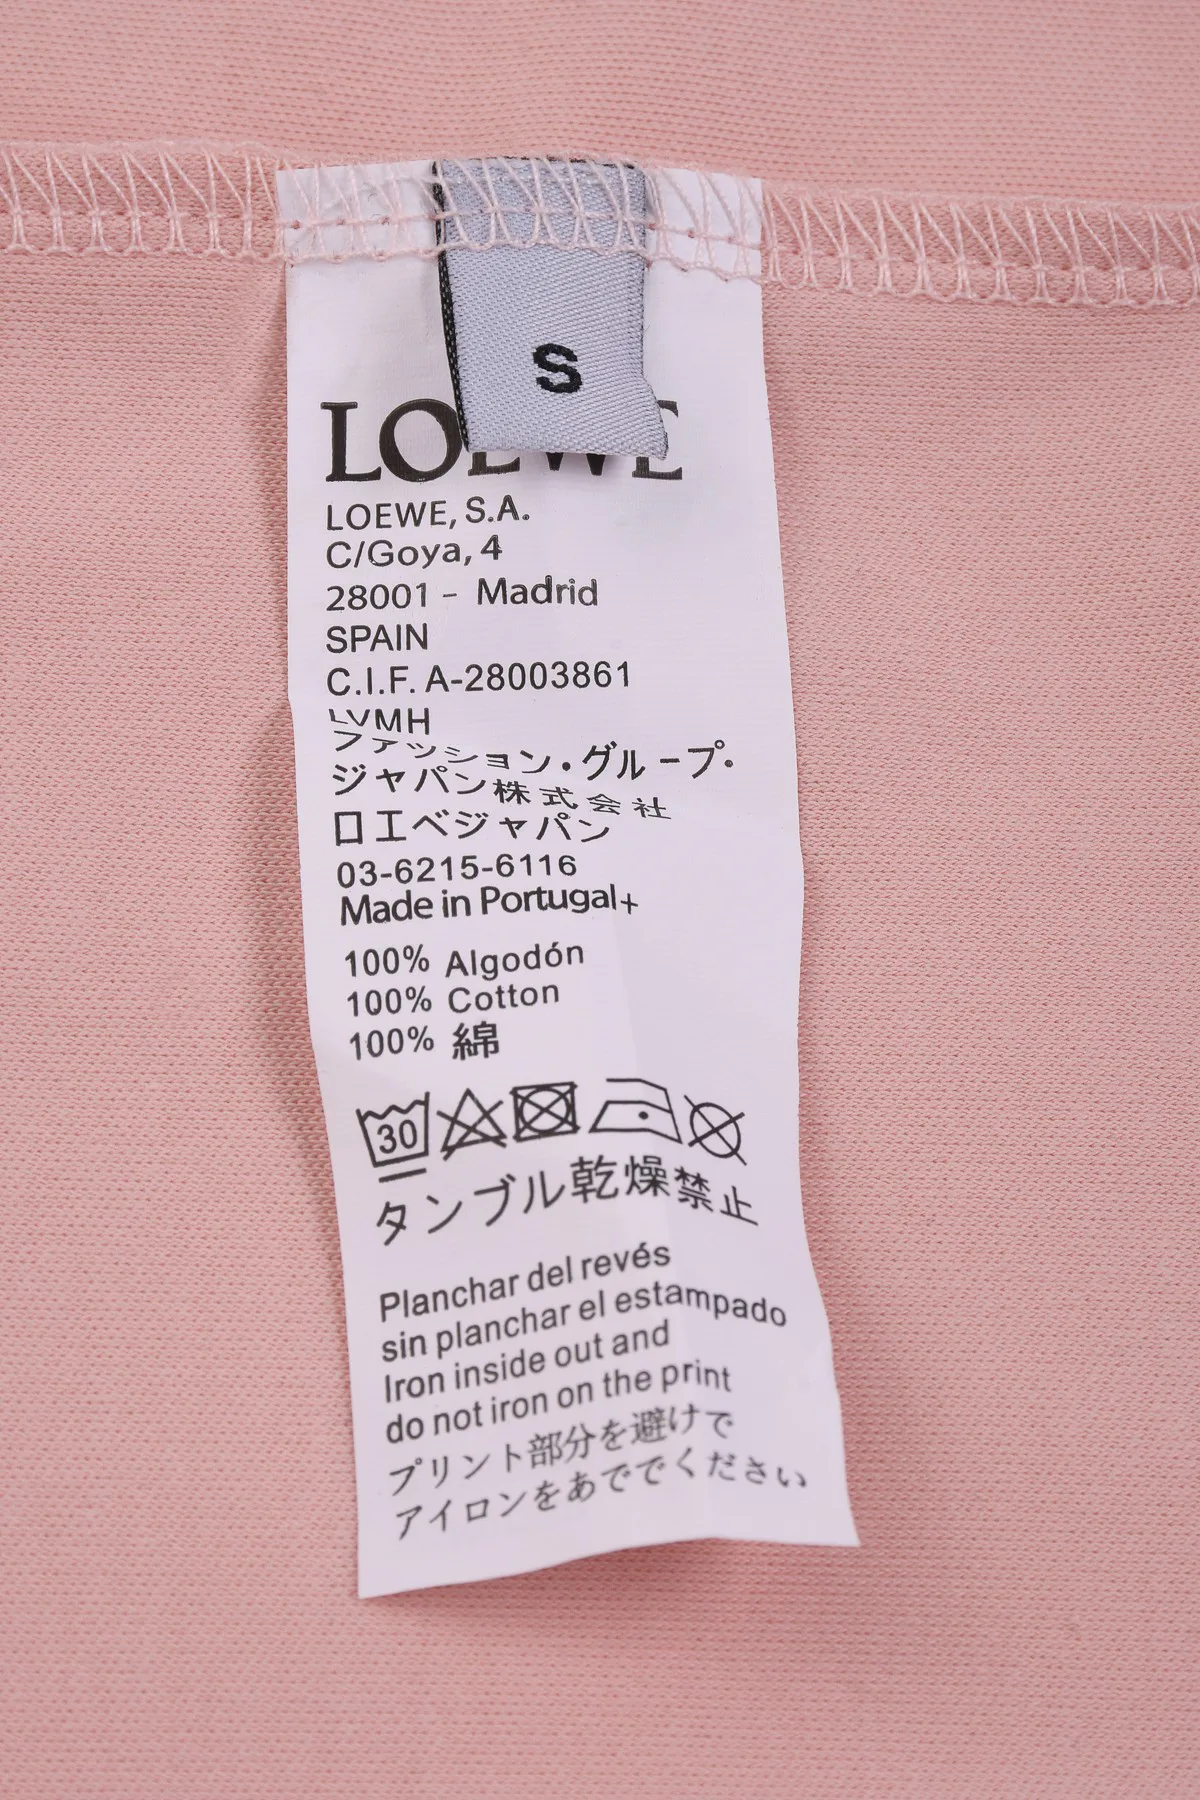 S
LOEWE
LOEWE, S.A.
C/Goya, 4
28001 - Madrid
SPAIN
C.I.F. A-28003861
LVMH
ファッション・グループ・
ジャパン株式会社
ロエベジャパン
03-6215-6116
Made in Portugal+
100% Algodón
100% Cotton
100% 綿
30
タンブル乾燥禁止
Planchar del revés
sin planchar el estampado
Iron inside out and
do not iron on the print
プリント部分を避けで
アイロンをあででください